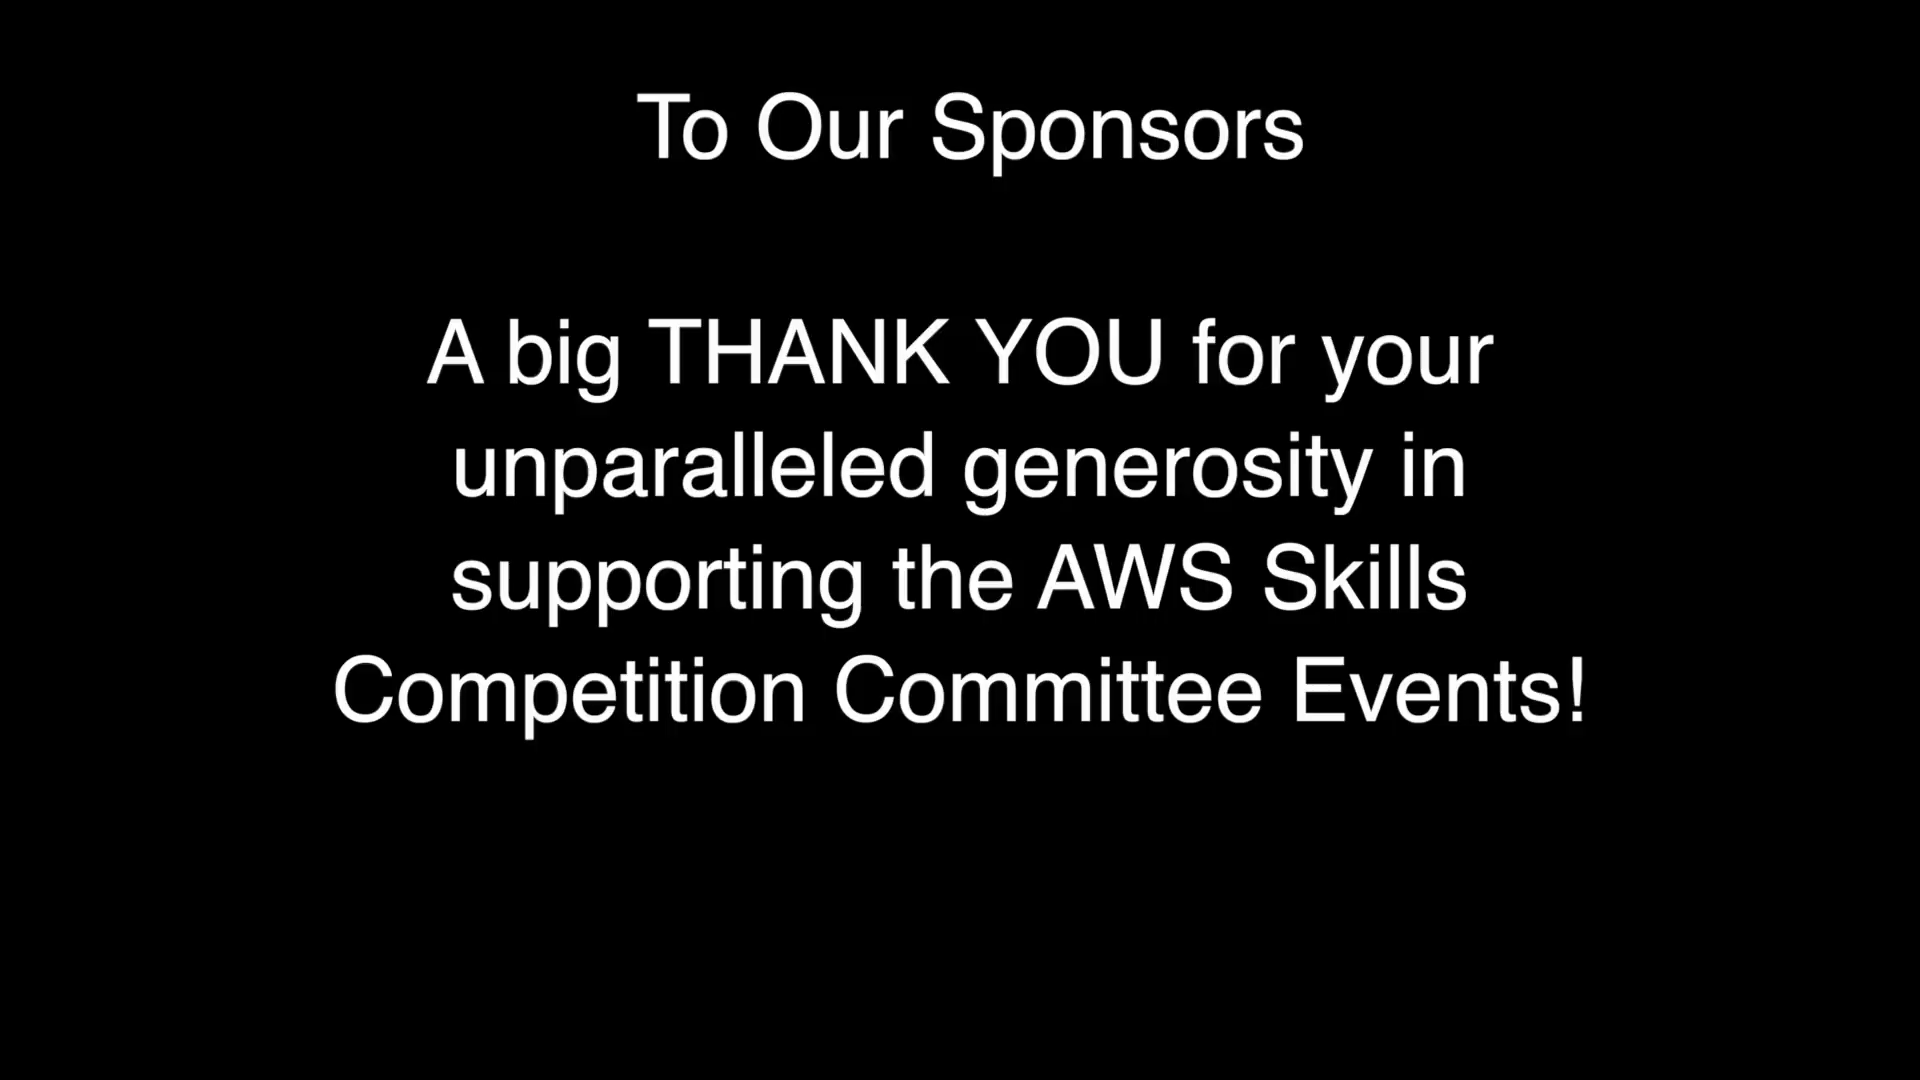 To Our Sponsors
A big THANK YOU for your
unparalleled generosity in
supporting the AWS Skills
Competition Committee Events!